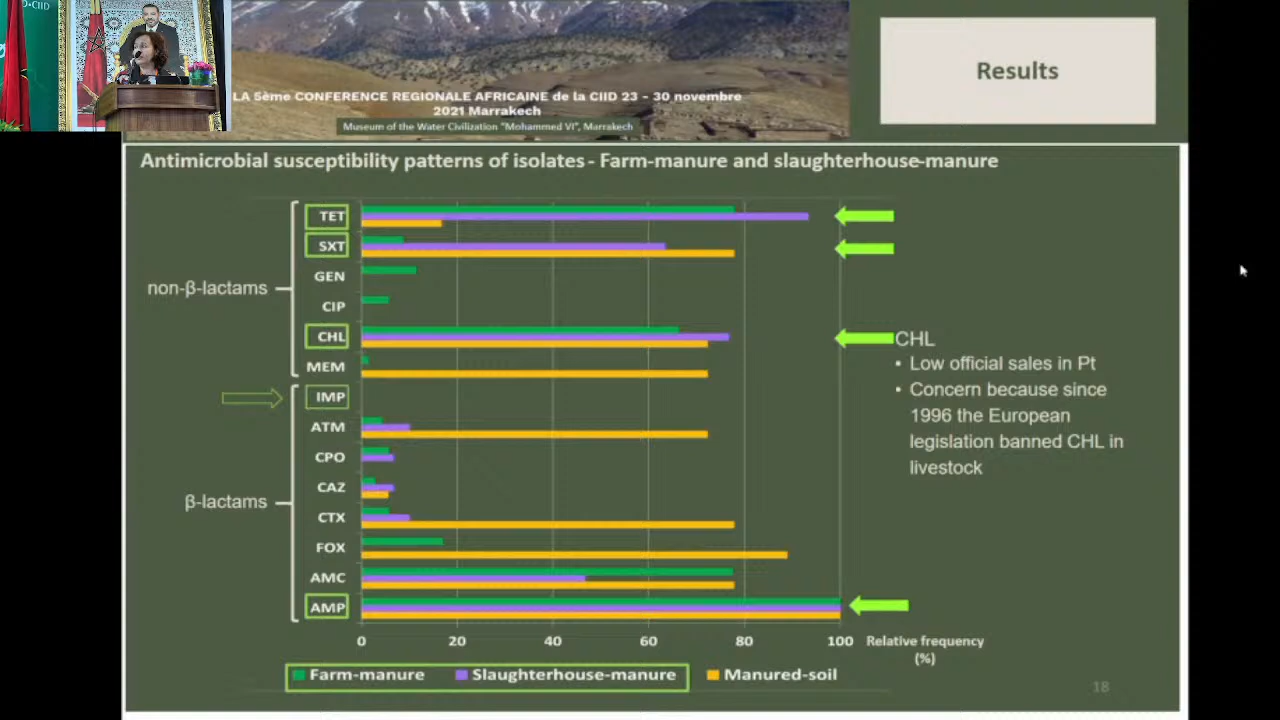 O-CIID
LA 5ème CONFERENCE REGIONALE AFRICAINE de la CIID 23 – 30 novembre
2021 Marrakech
Museum of the Water Civilization "Mohammed VI", Marrakech
Results
Antimicrobial susceptibility patterns of isolates - Farm-manure and slaughterhouse-manure
non-β-lactams
β-lactams
TET
SXT
GEN
CIP
CHL
MEM
IMP
ATM
CPO
CAZ
CTX
FOX
AMC
AMP
CHL
• Low official sales in Pt
• Concern because since
1996 the European
legislation banned CHL in
livestock
0 20 40 60 80 100
Relative frequency
(%)
Farm-manure Slaughterhouse-manure Manured-soil
18